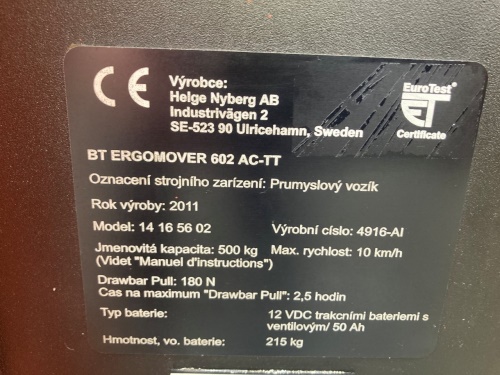 CE
Výrobce:
Helge Nyberg AB
Industrivägen 2
SE-523 90 Ulricehamn, Sweden
EuroTest®
ET
Certificate
BT ERGOMOVER 602 AC-TT
Oznacení strojního zarízení: Prumyslový vozík
Rok výroby: 2011
Model: 14 16 56 02 Výrobní císlo: 4916-AI
Jmenovitá kapacita: 500 kg Max. rychlost: 10 km/h
(Videt "Manuel d'instructions")
Drawbar Pull: 180 N
Cas na maximum "Drawbar Pull": 2,5 hodin
Typ baterie: 12 VDC trakcními bateriemi s
ventilovým/ 50 Ah
Hmotnost, vo. baterie: 215 kg